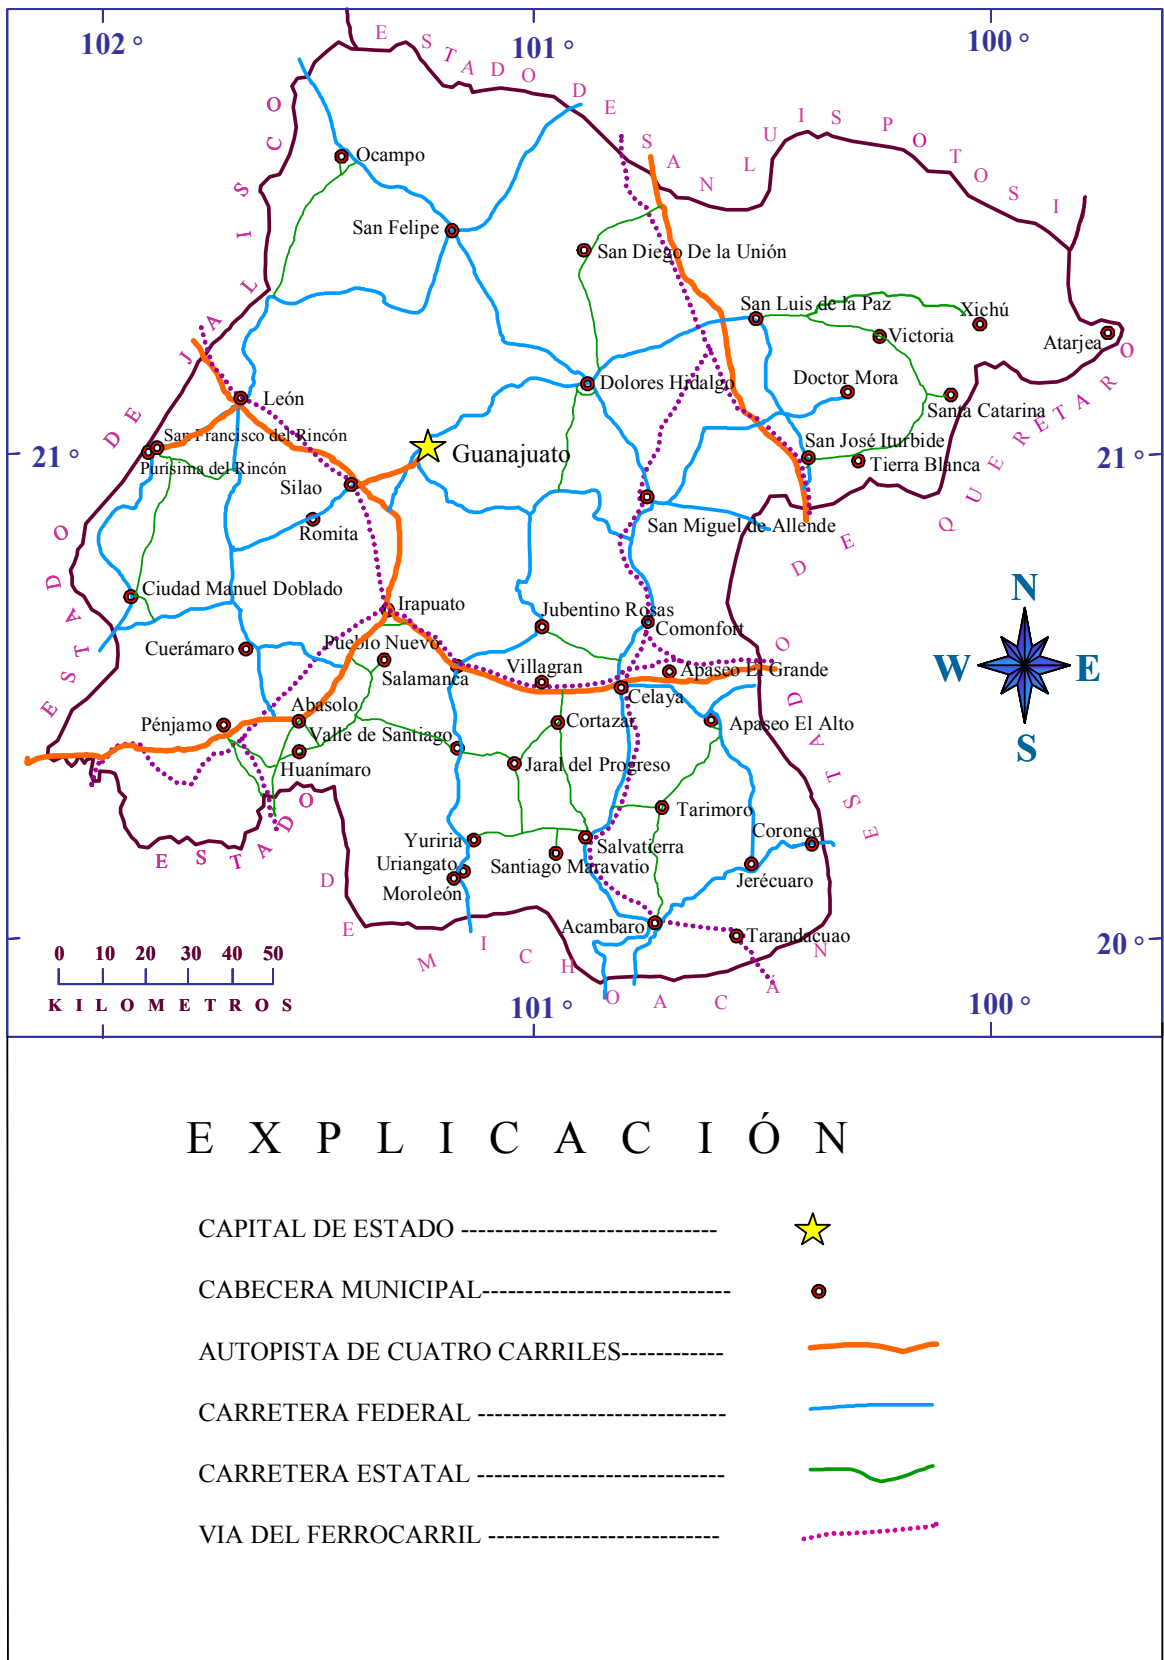 102 °
101 °
100 °
ESTADO DE SAN LUIS POTOSI
ESTADO DE JALISCO
Ocampo
San Felipe
San Diego De la Unión
San Luis de la Paz
Xichú
Victoria
Atarjea
Dolores Hidalgo
Doctor Mora
León
Santa Catarina
San Francisco del Rincón
San José Iturbide
Guanajuato
21 °
Purísima del Rincón
Tierra Blanca
21 °
Silao
Romita
San Miguel de Allende
ESTADO DE QUERETARO
N
Ciudad Manuel Doblado
Irapuato
Jubentino Rosas
Comonfort
Pueblo Nuevo
Cuerámaro
W
E
Villagran
Apaseo El Grande
Salamanca
Celaya
Abasolo
Pénjamo
Cortazar
Apaseo El Alto
Valle de Santiago
S
Huanímaro
Jaral del Progreso
Tarimoro
Coroneo
Yuriria
Salvatierra
Uriangato
Santiago Maravatio
Jerécuaro
Moroleón
Acambaro
Tarandacuao
20 °
ESTADO DE MICHOACÁN
0 10 20 30 40 50
KILOMETROS
101 °
100 °
EXPLICACIÓN
CAPITAL DE ESTADO ------------------------------
CABECERA MUNICIPAL-----------------------------
AUTOPISTA DE CUATRO CARRILES------------
CARRETERA FEDERAL -----------------------------
CARRETERA ESTATAL -----------------------------
VIA DEL FERROCARRIL ---------------------------